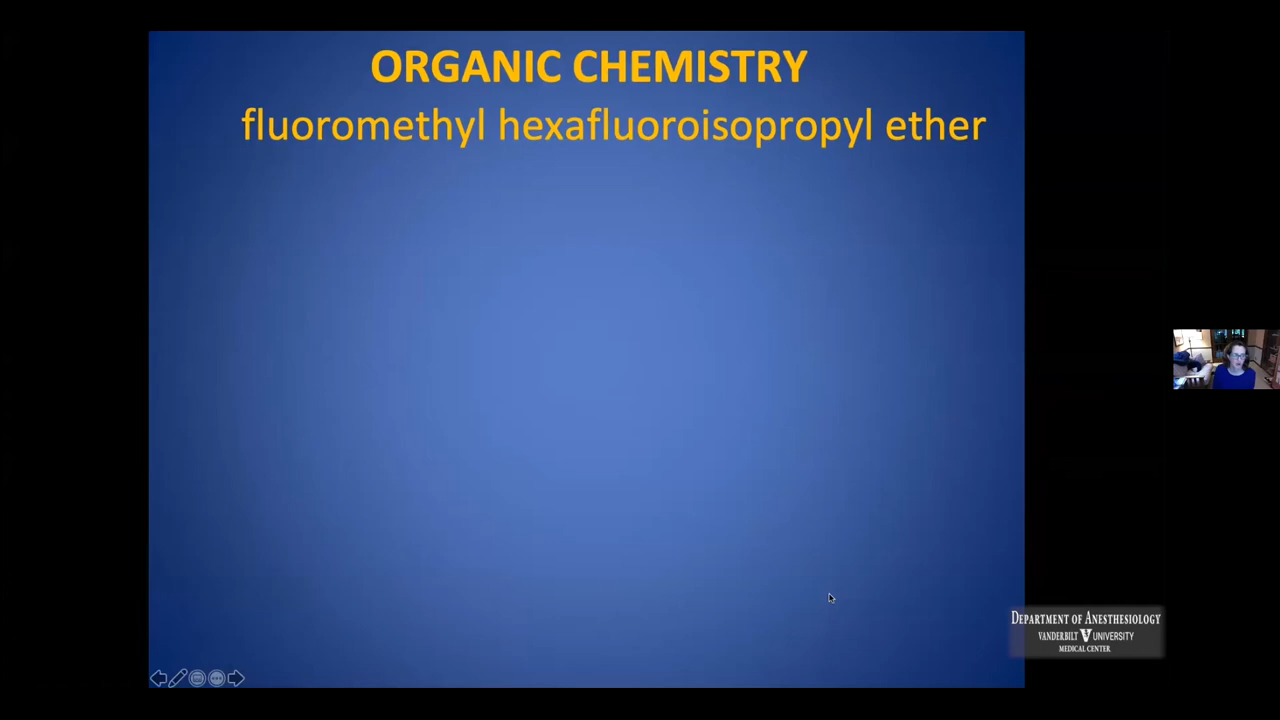 ORGANIC CHEMISTRY
fluoromethyl hexafluoroisopropyl ether
DEPARTMENT OF ANESTHESIOLOGY
VANDERBILT V UNIVERSITY
MEDICAL CENTER